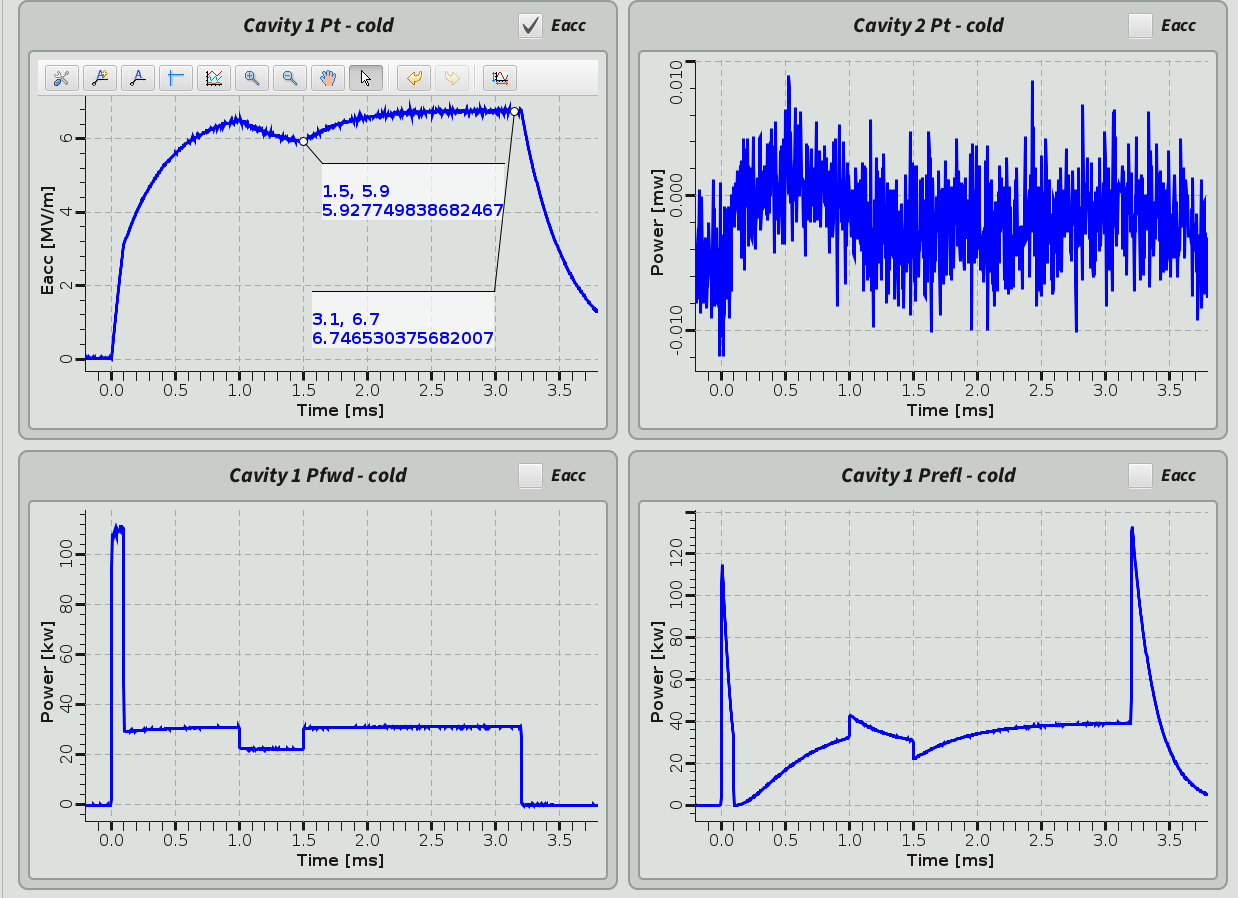 Cavity 1 Pt - cold
Eacc
6
4
2
0
Eacc [MV/m]
1.5, 5.9
5.927749838682467
3.1, 6.7
6.746530375682007
0.0 0.5 1.0 1.5 2.0 2.5 3.0 3.5
Time [ms]
Cavity 2 Pt - cold
Eacc
0.010
0.000
-0.010
Power [mw]
0.0 0.5 1.0 1.5 2.0 2.5 3.0 3.5
Time [ms]
Cavity 1 Pfwd - cold
Eacc
100
80
60
40
20
0
Power [kw]
0.0 0.5 1.0 1.5 2.0 2.5 3.0 3.5
Time [ms]
Cavity 1 Prefl - cold
Eacc
120
100
80
60
40
20
0
Power [kw]
0.0 0.5 1.0 1.5 2.0 2.5 3.0 3.5
Time [ms]